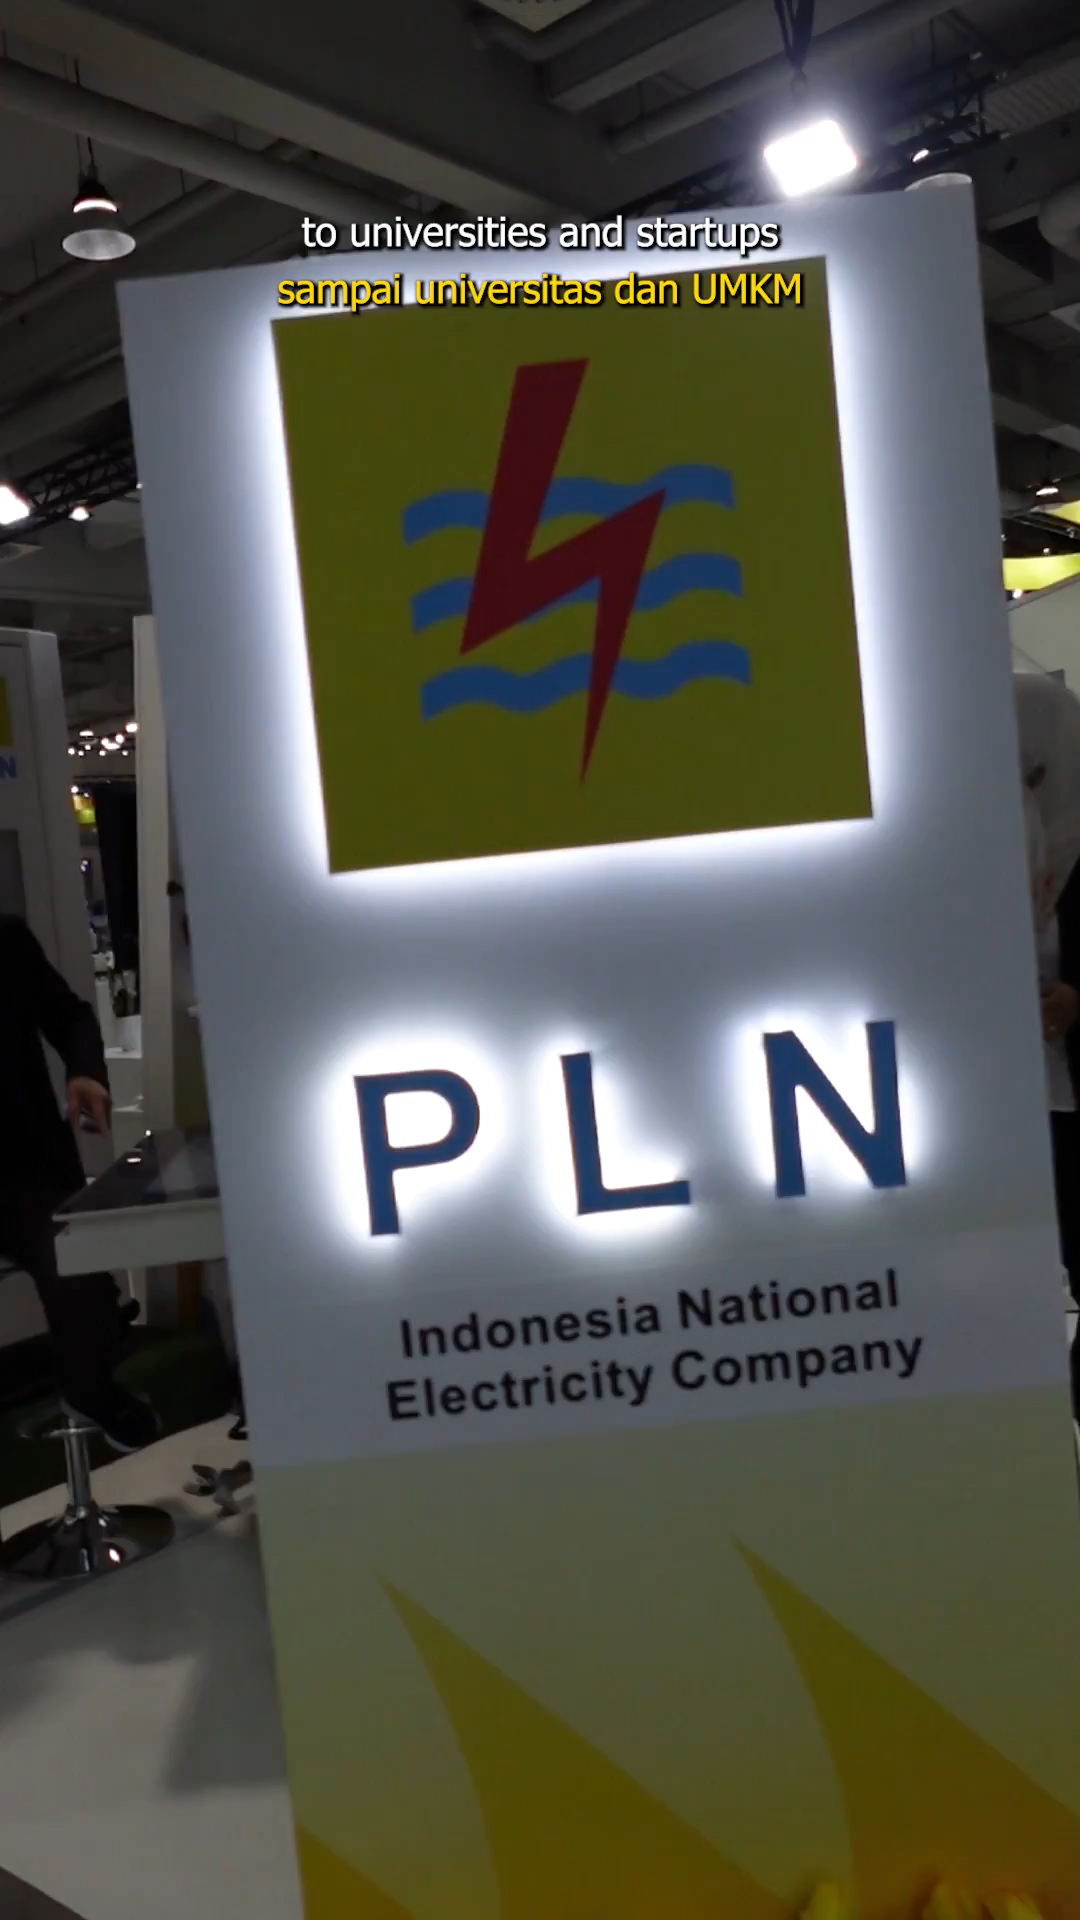 to universities and startups
sampai universitas dan UMKM
PLN
Indonesia National
Electricity Company
N